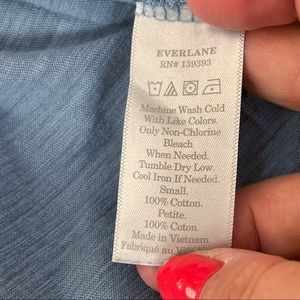 EVERLANE
RN# 139393
Machine Wash Cold
With Like Colors.
Only Non-Chlorine
Bleach
When Needed.
Tumble Dry Low.
Cool Iron If Needed.
Small.
100% Cotton.
Petite.
100% Coton.
Made in Vietnam.
Fabriqué au Viet